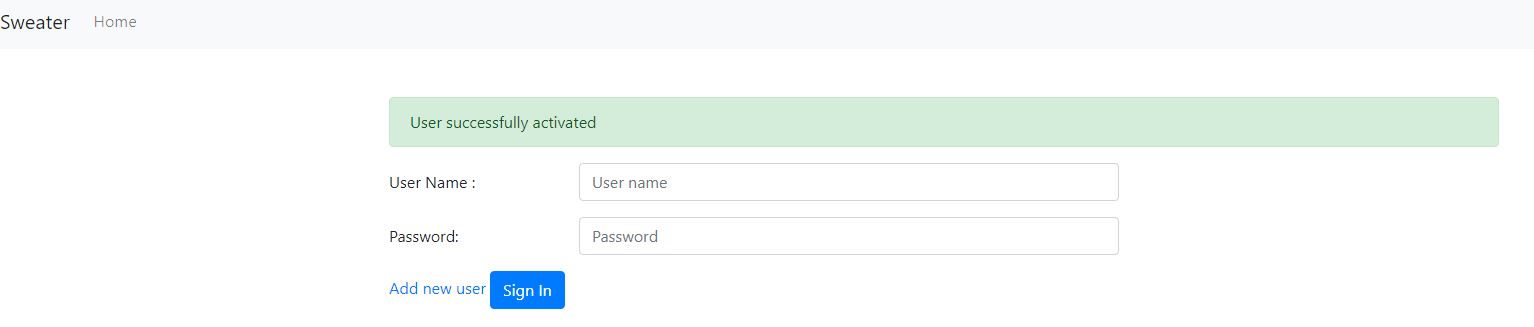 Sweater Home
User successfully activated
User Name : User name
Password: Password
Add new user Sign In